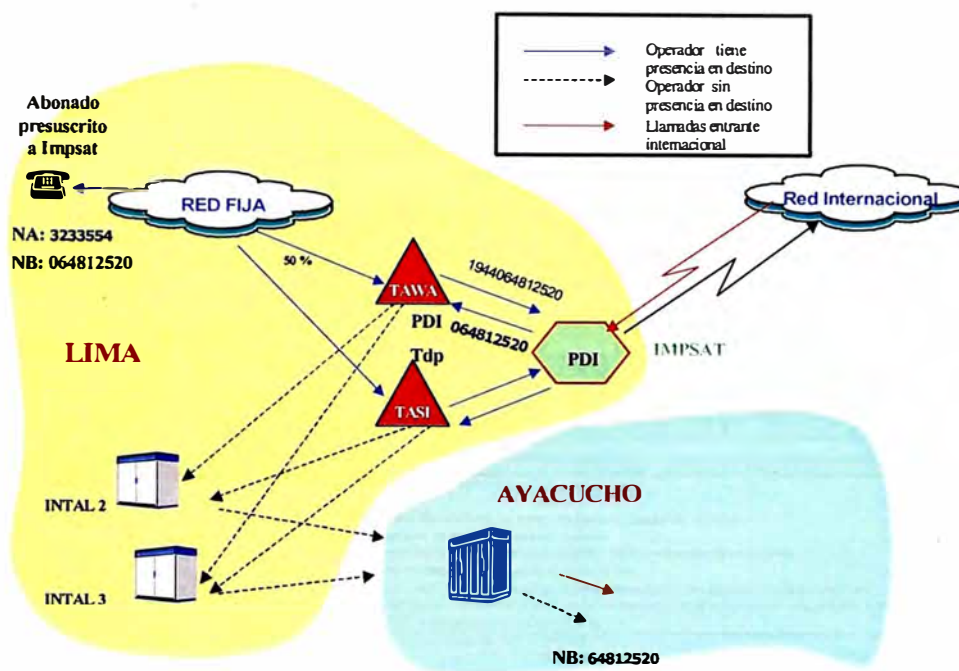 Operador tiene
presencia en destino
Operador sin
presencia en destino
Llamadas entrante
internacional
Abonado
presuscrito
a Impsat
RED FIJA
Red Internacional
NA: 3233554
NB: 064812520
50 %
1944064812520
TAWA
PDI
064812520
LIMA
Tdp
PDI
IMPSAT
TASI
AYACUCHO
INTAL 2
INTAL 3
NB: 64812520